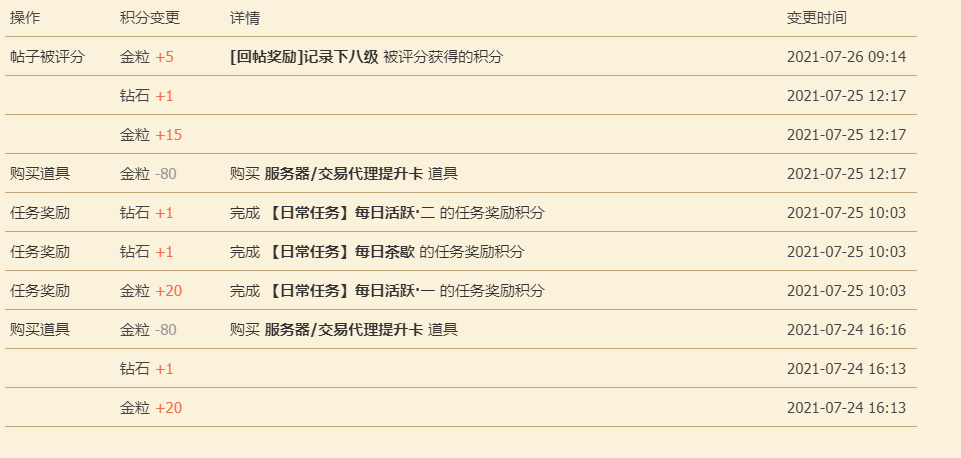 操作 积分变更 详情 变更时间
帖子被评分 金粒 +5 [回帖奖励]记录下八级 被评分获得的积分 2021-07-26 09:14
钻石 +1 2021-07-25 12:17
金粒 +15 2021-07-25 12:17
购买道具 金粒 -80 购买 服务器/交易代理提升卡 道具 2021-07-25 12:17
任务奖励 钻石 +1 完成 【日常任务】每日活跃·二 的任务奖励积分 2021-07-25 10:03
任务奖励 钻石 +1 完成 【日常任务】每日茶歇 的任务奖励积分 2021-07-25 10:03
任务奖励 金粒 +20 完成 【日常任务】每日活跃·一 的任务奖励积分 2021-07-25 10:03
购买道具 金粒 -80 购买 服务器/交易代理提升卡 道具 2021-07-24 16:16
钻石 +1 2021-07-24 16:13
金粒 +20 2021-07-24 16:13